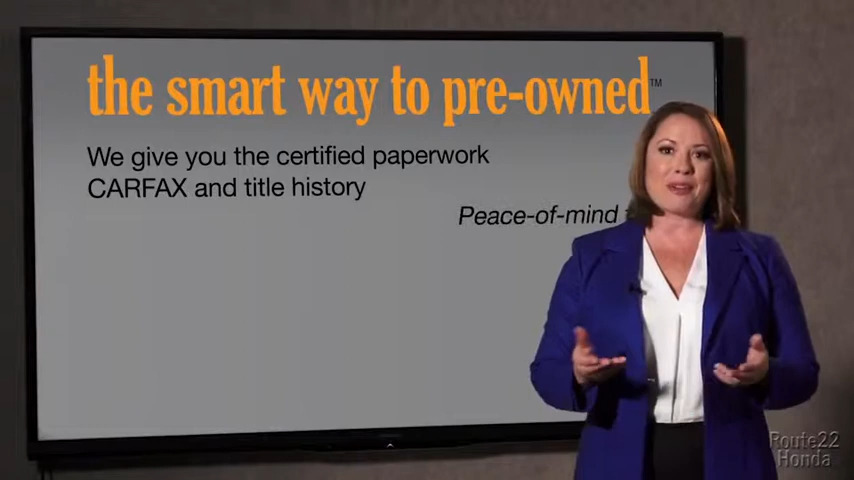 the smart way to pre-owned™
We give you the certified paperwork
CARFAX and title history
Peace-of-mind
Route22
Honda